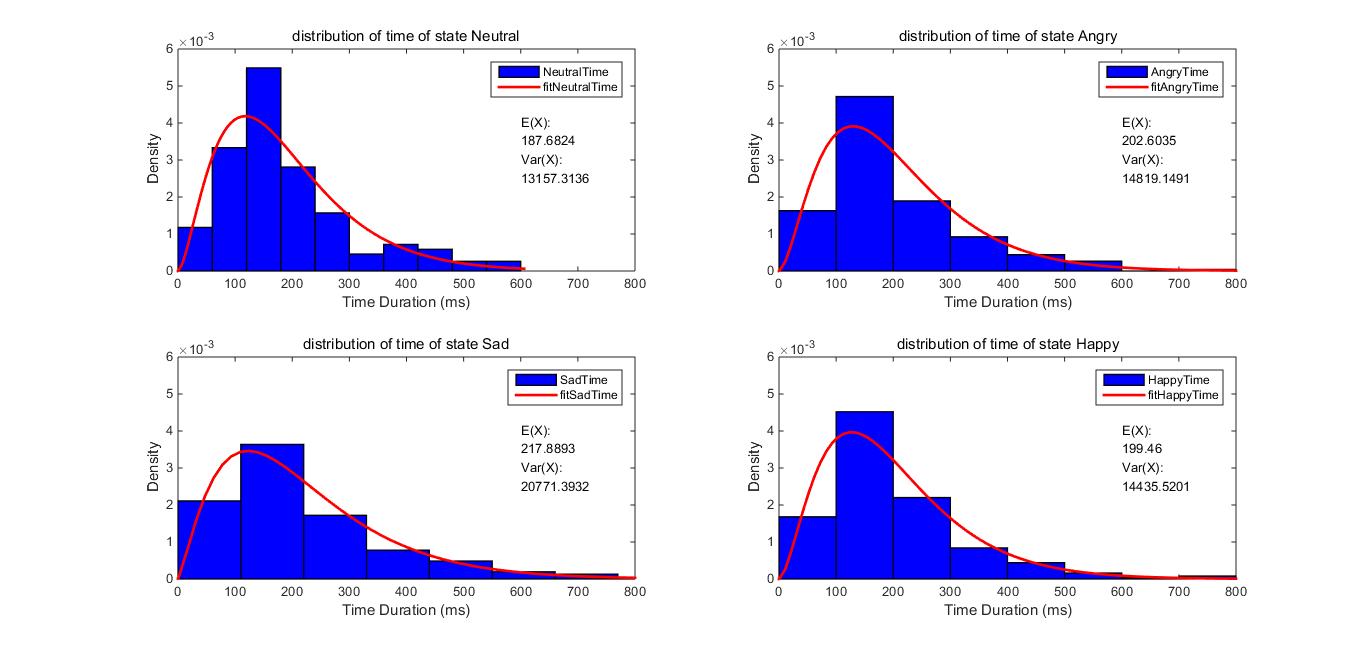 distribution of time of state Neutral
×10-3
6
5
4
3
2
1
0
Density
NeutralTime
fitNeutralTime
E(X):
187.6824
Var(X):
13157.3136
0 100 200 300 400 500 600 700 800
Time Duration (ms)
distribution of time of state Angry
×10-3
6
5
4
3
2
1
0
Density
AngryTime
fitAngryTime
E(X):
202.6035
Var(X):
14819.1491
0 100 200 300 400 500 600 700 800
Time Duration (ms)
distribution of time of state Sad
×10-3
6
5
4
3
2
1
0
Density
SadTime
fitSadTime
E(X):
217.8893
Var(X):
20771.3932
0 100 200 300 400 500 600 700 800
Time Duration (ms)
distribution of time of state Happy
×10-3
6
5
4
3
2
1
0
Density
HappyTime
fitHappyTime
E(X):
199.46
Var(X):
14435.5201
0 100 200 300 400 500 600 700 800
Time Duration (ms)